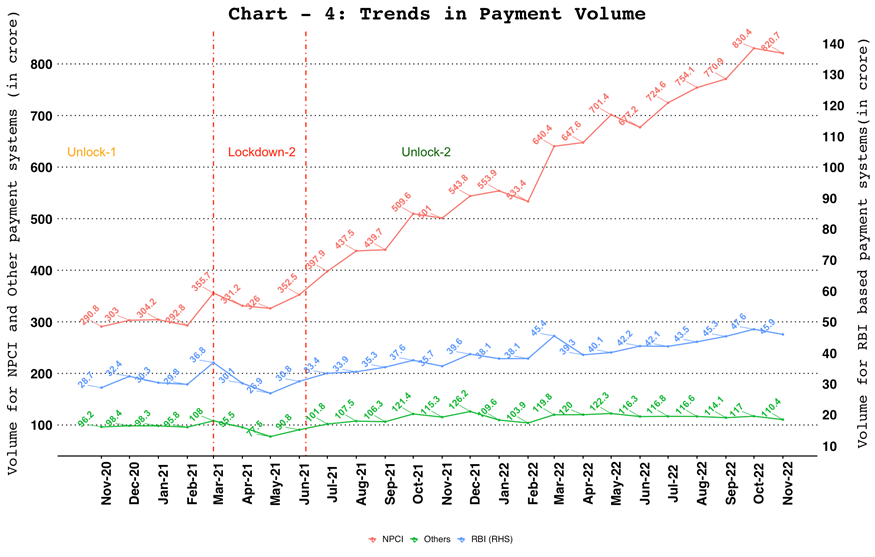 Chart - 4: Trends in Payment Volume
Volume for NPCI and Other payment systems (in crore)
800
700
600
500
400
300
200
100
Unlock-1
Lockdown-2
Unlock-2
290.8 303 304.2 292.8 355.7 331.2 326 352.5 397.9 437.5 439.7 509.6 501 543.8 553.9 533.4 640.4 647.6 701.4 677.2 724.6 754.1 770.9 830.4 820.7
28.7 32.4 30.3 29.8 36.8 30.1 26.9 30.8 33.4 33.9 35.3 37.6 35.7 39.6 38.1 38.1 45.4 39.3 40.1 42.2 42.1 43.5 45.3 47.6 45.9
96.2 98.4 98.3 95.8 108 95.5 77.5 90.8 101.8 107.5 106.3 121.4 115.3 126.2 109.6 103.9 119.8 120 122.3 116.3 116.8 116.6 114.1 117 110.4
140
130
120
110
100
90
80
70
60
50
40
30
20
10
Volume for RBI based payment systems(in crore)
Nov-20 Dec-20 Jan-21 Feb-21 Mar-21 Apr-21 May-21 Jun-21 Jul-21 Aug-21 Sep-21 Oct-21 Nov-21 Dec-21 Jan-22 Feb-22 Mar-22 Apr-22 May-22 Jun-22 Jul-22 Aug-22 Sep-22 Oct-22 Nov-22
NPCI Others RBI (RHS)